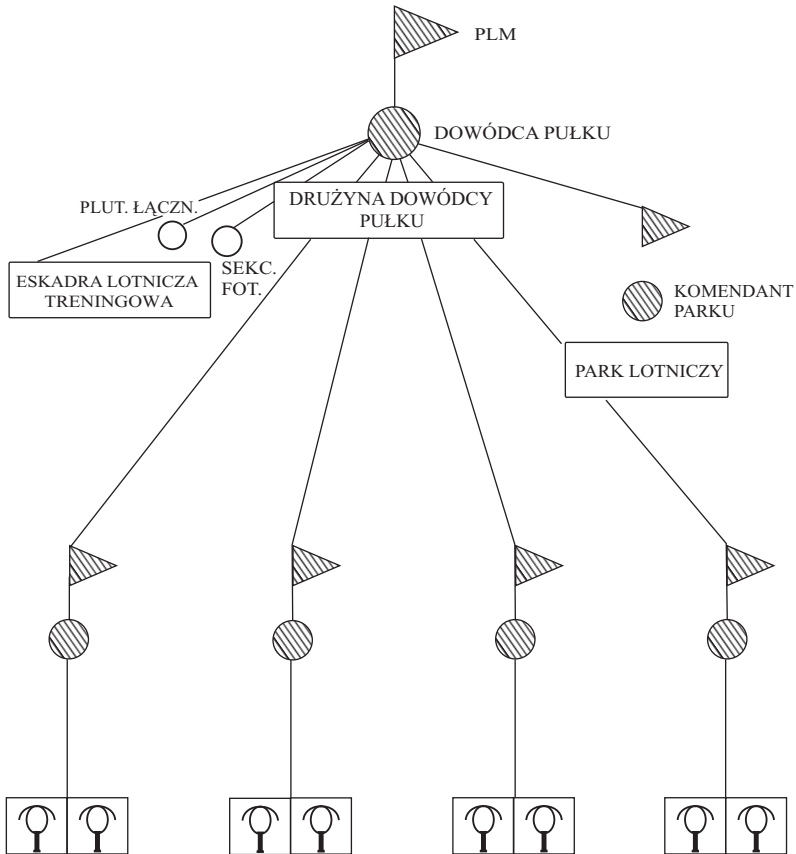 PLM
DOWÓDCA PUŁKU
DRUŻYNA DOWÓDCY
PUŁKU
PLUT. ŁĄCZN.
SEKC.
FOT.
ESKADRA LOTNICZA
TRENINGOWA
KOMENDANT
PARKU
PARK LOTNICZY